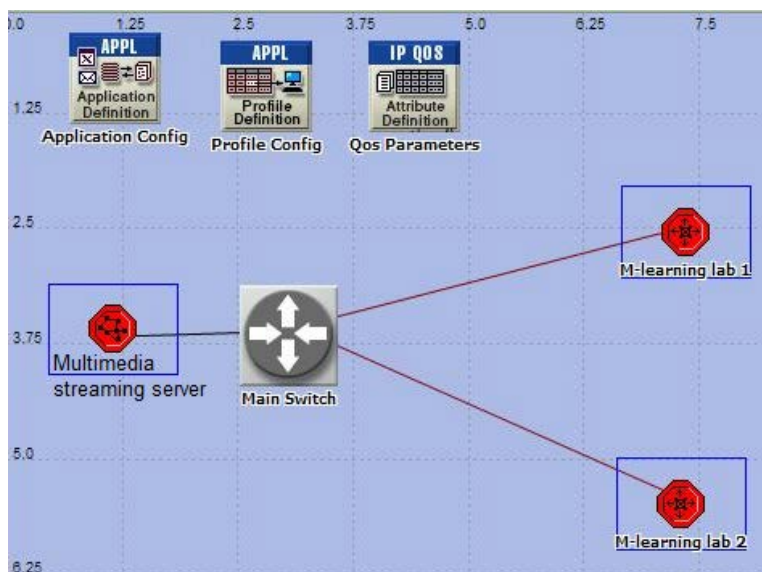 0.0 1.25 2.5 3.75 5.0 6.25 7.5
APPL APPL IP QOS
Application Profiile Attribute
Definition Definition Definition
Application Config Profile Config Qos Parameters
1.25
2.5
M-learning lab 1
3.75
Multimedia
streaming server
Main Switch
5.0
M-learning lab 2
6.25